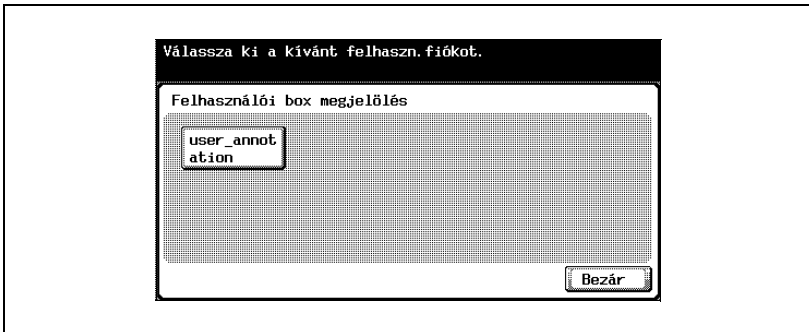 Válassza ki a kívánt felhaszn.fiókot.
Felhasználói box megjelölés
user_annot
ation
Bezár